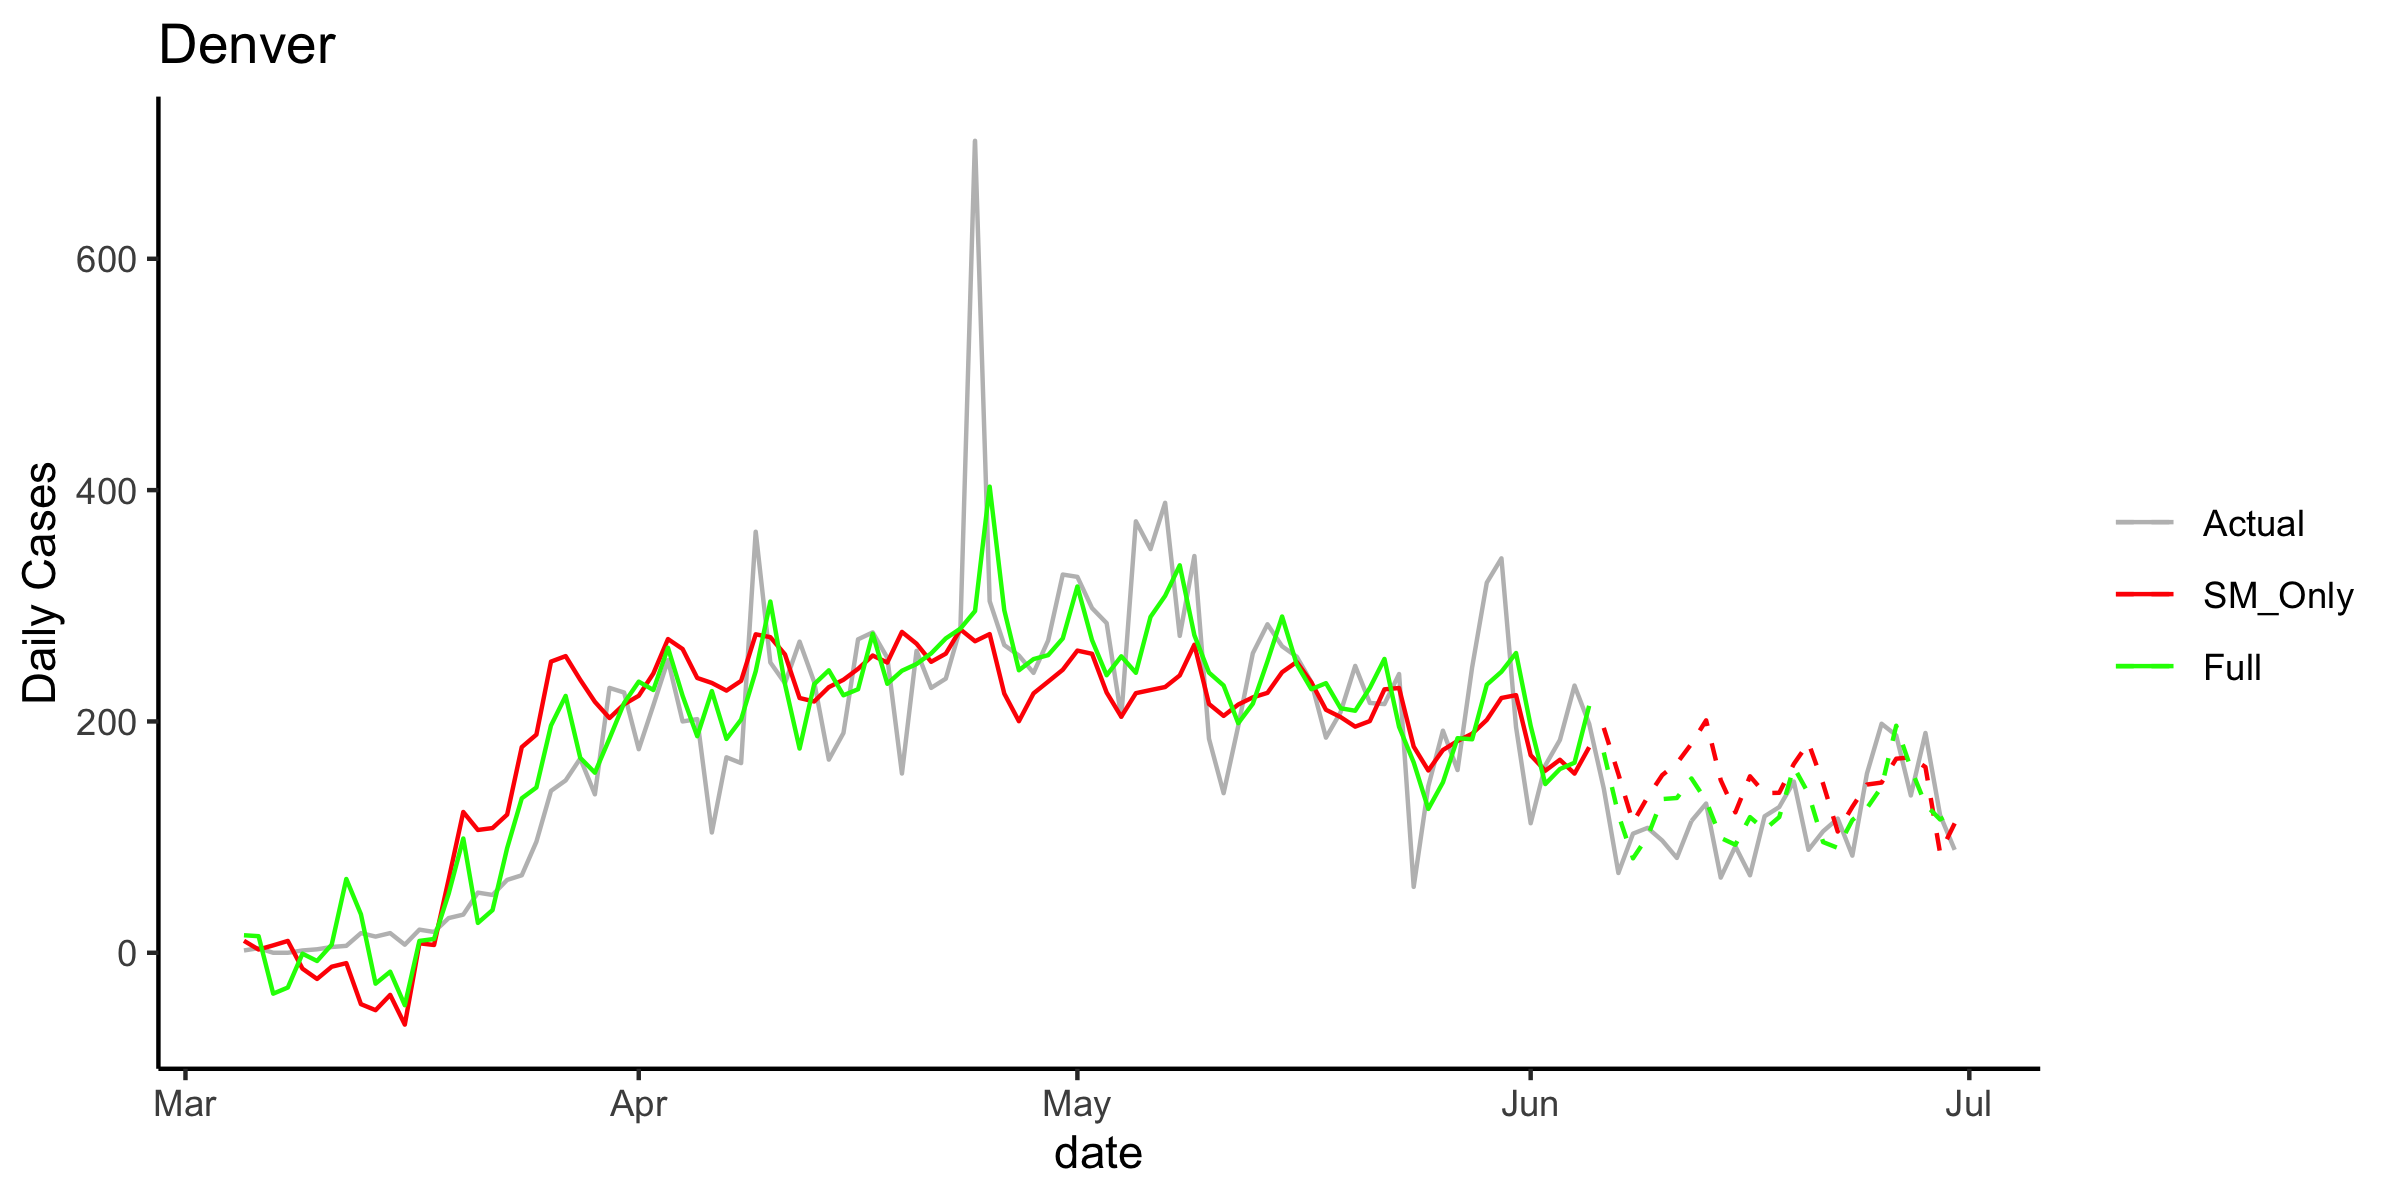 Denver
Daily Cases
600
400
200
0
Mar
Apr
May
Jun
Jul
date
Actual
SM_Only
Full